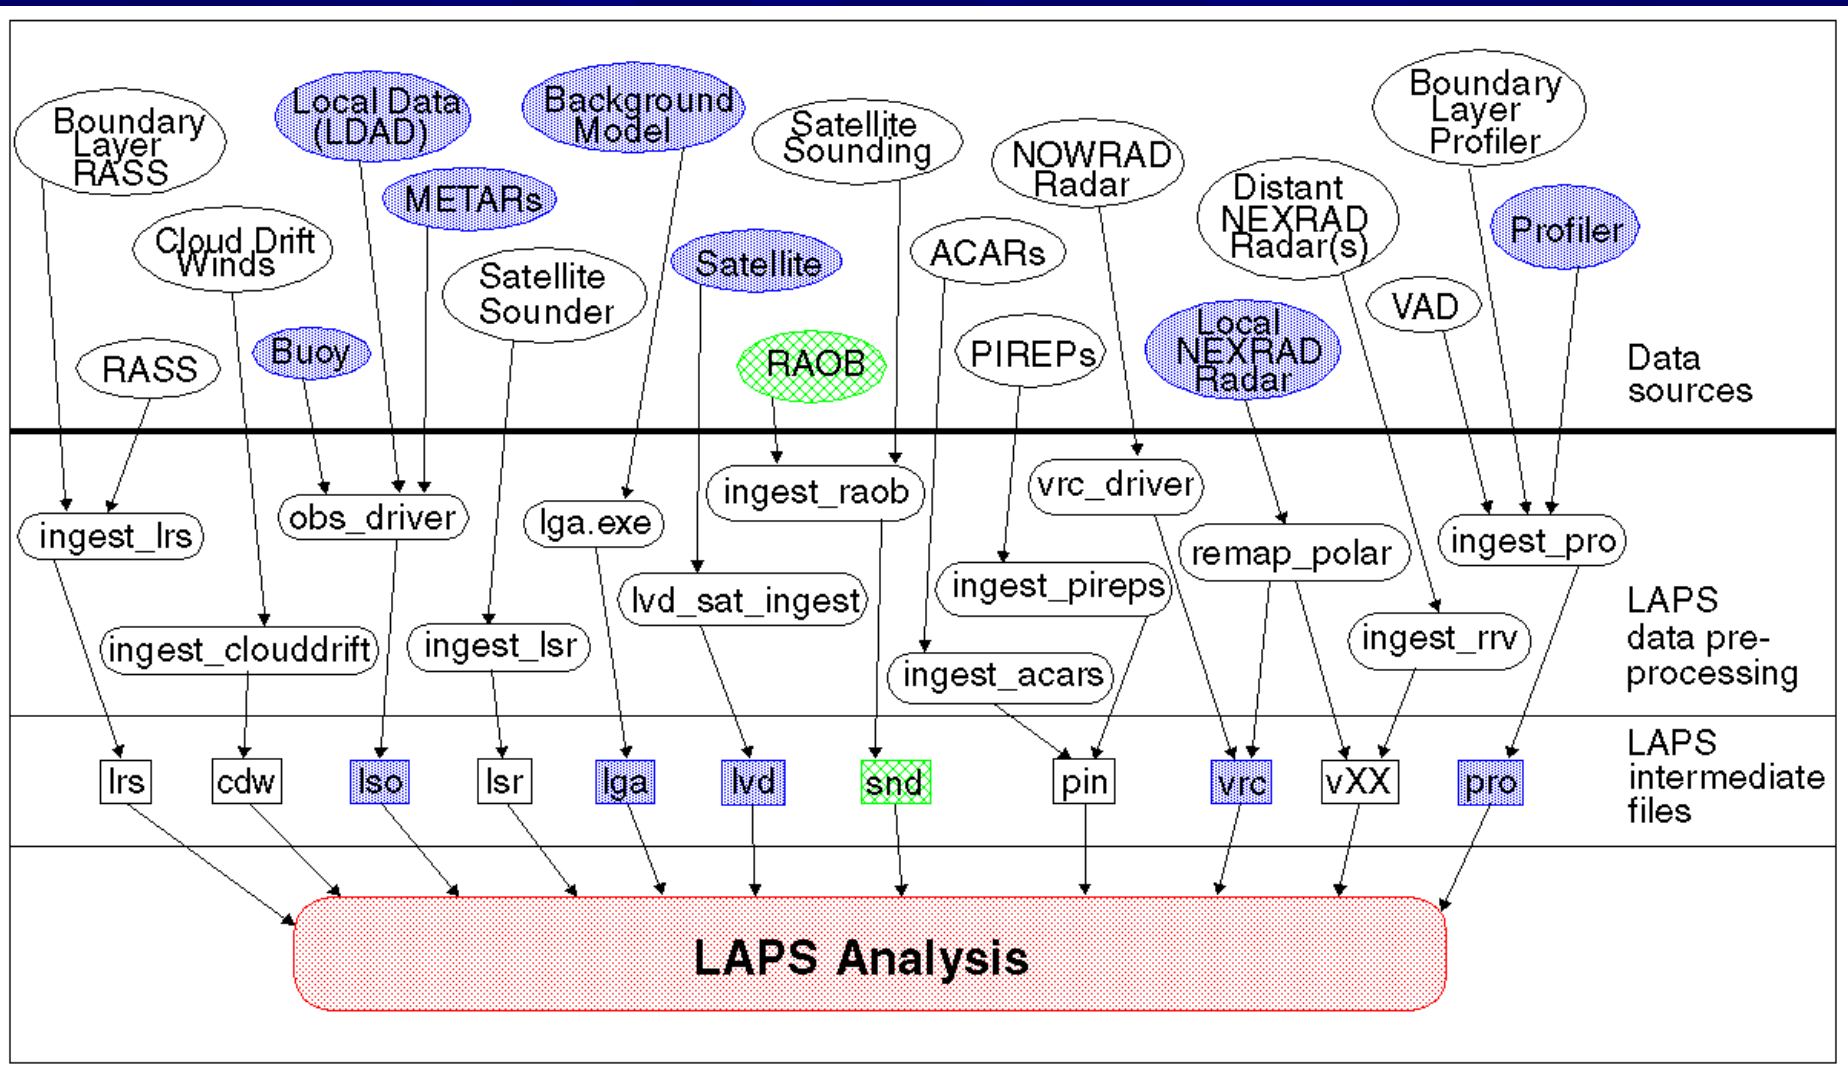 Boundary
Layer
RASS
Local Data
(LDAD)
Background
Model
Satellite
Sounding
NOWRAD
Radar
Boundary
Layer
Profiler
METARs
Cloud Drift
Winds
Satellite
Sounder
Satellite
ACARs
Distant
NEXRAD
Radar(s)
Profiler
RASS
Buoy
RAOB
PIREPs
Local
NEXRAD
Radar
VAD
Data
sources
ingest_lrs
obs_driver
lga.exe
ingest_raob
vrc_driver
remap_polar
ingest_pro
ingest_clouddrift
ingest_lsr
lvd_sat_ingest
ingest_acars
ingest_pireps
ingest_rrv
LAPS
data pre-
processing
lrs
cdw
lso
lsr
lga
lvd
snd
pin
vrc
vXX
pro
LAPS
intermediate
files
LAPS Analysis